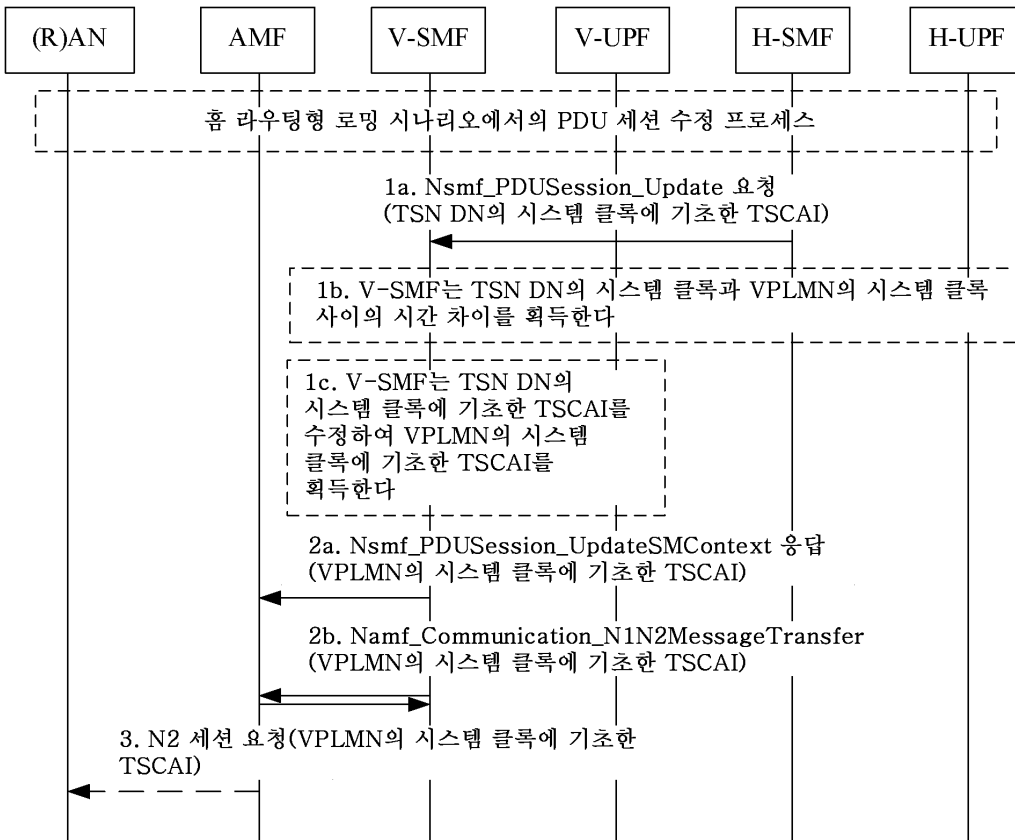 (R)AN
AMF
V-SMF
V-UPF
H-SMF
H-UPF
홈 라우팅형 로밍 시나리오에서의 PDU 세션 수정 프로세스
1a. Nsmf_PDUSession_Update 요청
(TSN DN의 시스템 클록에 기초한 TSCAI)
1b. V-SMF는 TSN DN의 시스템 클록과 VPLMN의 시스템 클록
사이의 시간 차이를 획득한다
1c. V-SMF는 TSN DN의
시스템 클록에 기초한 TSCAI를
수정하여 VPLMN의 시스템
클록에 기초한 TSCAI를
획득한다
2a. Nsmf_PDUSession_UpdateSMContext 응답
(VPLMN의 시스템 클록에 기초한 TSCAI)
2b. Namf_Communication_N1N2MessageTransfer
(VPLMN의 시스템 클록에 기초한 TSCAI)
3. N2 세션 요청(VPLMN의 시스템 클록에 기초한
TSCAI)